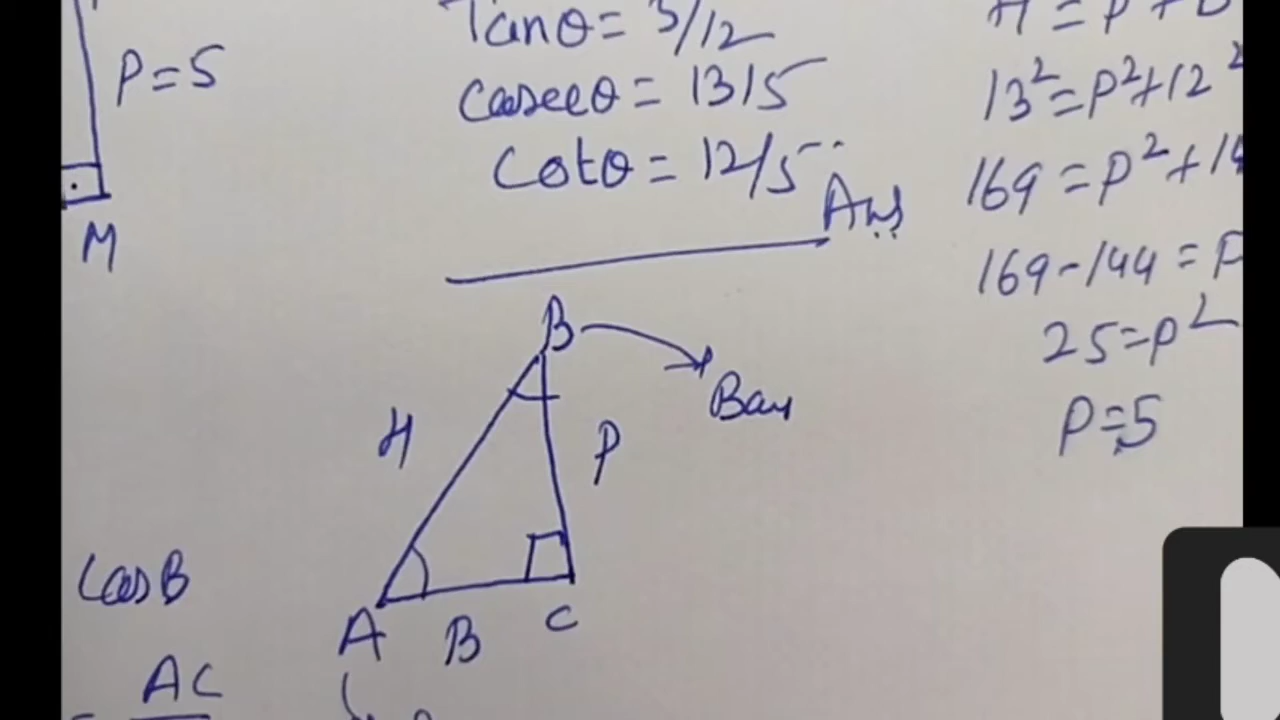 P=5
M
Tanθ= 5/12
Cosecθ = 13/5
Cotθ = 12/5
Ans
13²=P²+12²
169 =P²+14
169-144 = P
25=P²
P=5
B
H
P
A
B
C
CosB
AC